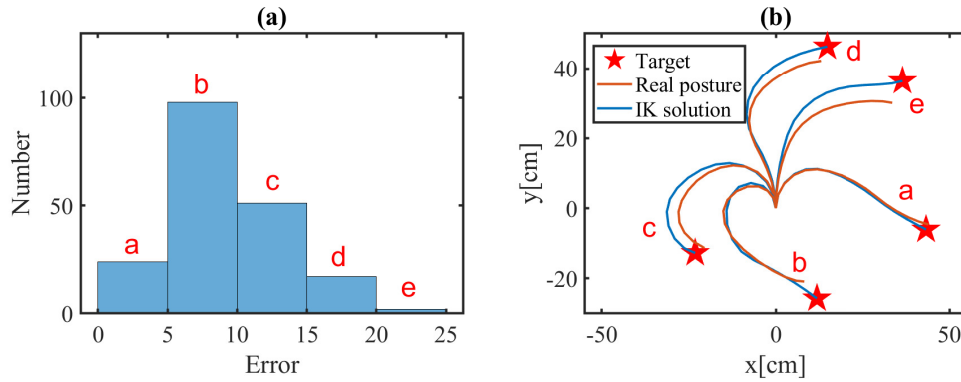 (a)
Number
100
50
0
a
b
c
d
e
0 5 10 15 20 25
Error
(b)
y[cm]
40
20
0
-20
Target
Real posture
IK solution
d
e
a
c
b
-50 0 50
x[cm]